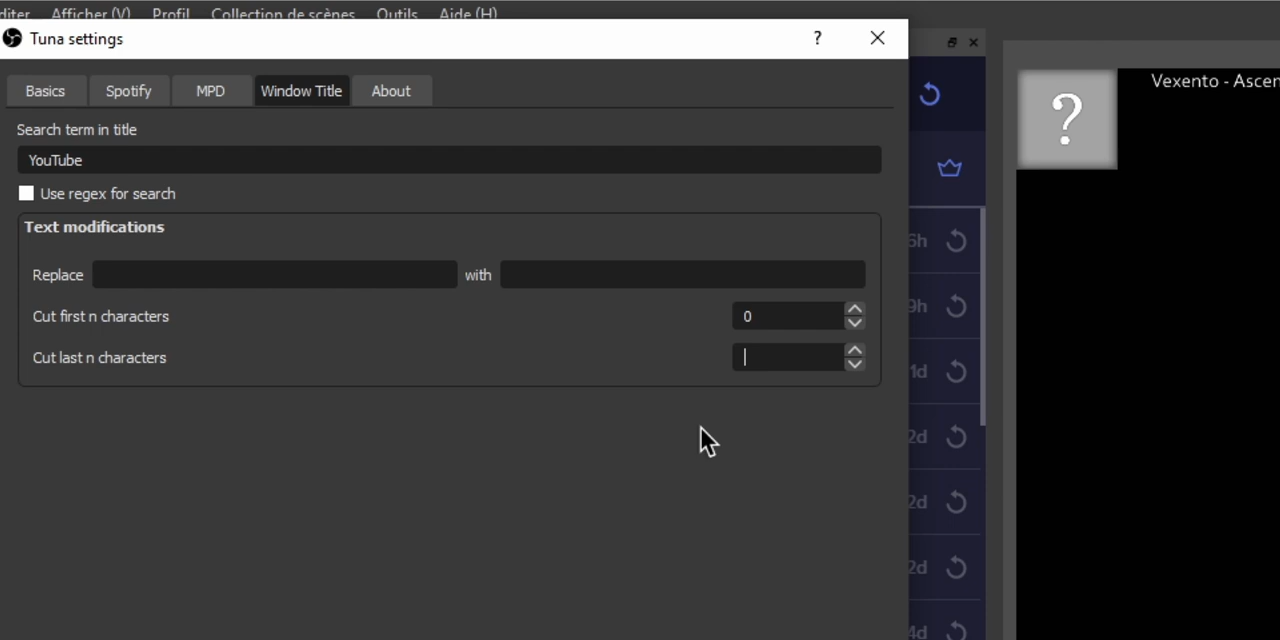 Afficher (V) Profil Collection de scènes Outils Aide (H)
Tuna settings ?
Basics Spotify MPD Window Title About
Vexento - Ascen
Search term in title
YouTube
Use regex for search
Text modifications
Replace with
Cut first n characters 0
Cut last n characters
?
9h
1d
2d
2d
2d
4d